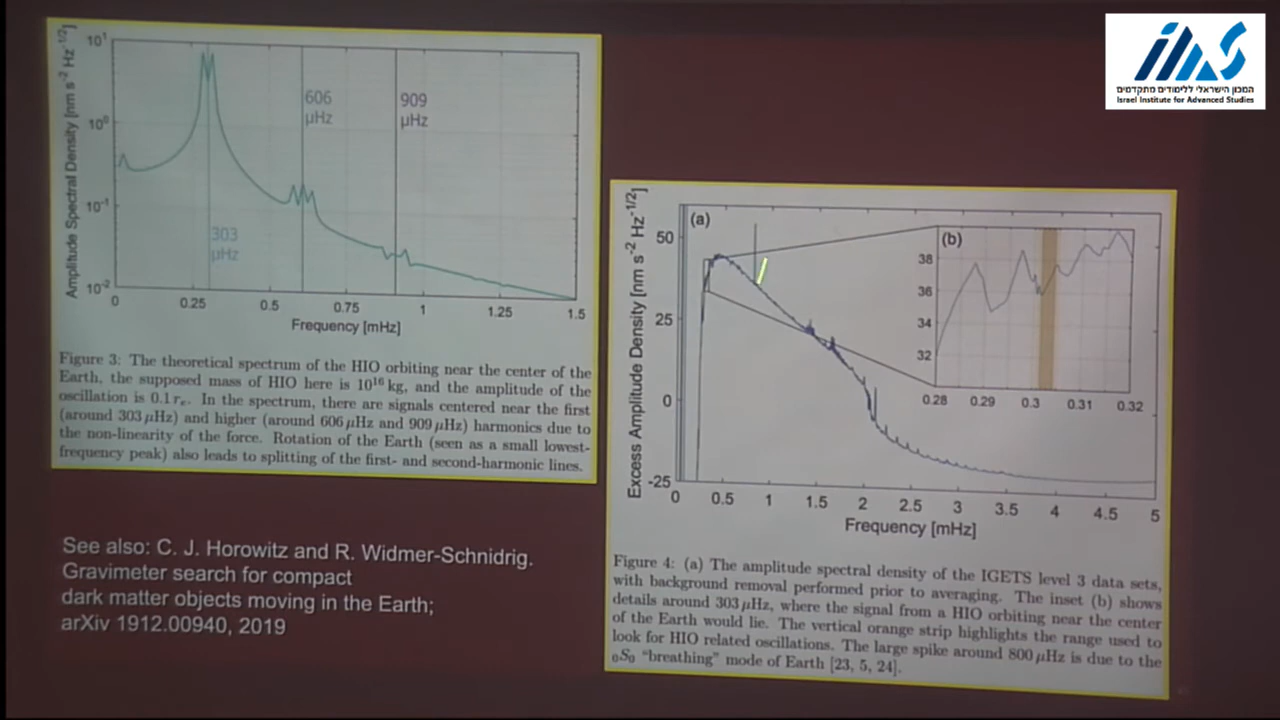 המכון הישראלי ללימודים מתקדמים
Israel Institute for Advanced Studies
10¹
10⁰
10⁻¹
10⁻²
Amplitude Spectral Density [nm s⁻² Hz⁻¹/²]
606
µHz
909
µHz
303
µHz
0 0.25 0.5 0.75 1 1.25 1.5
Frequency [mHz]
Figure 3: The theoretical spectrum of the HIO orbiting near the center of the
Earth, the supposed mass of HIO here is 10¹⁶ kg, and the amplitude of the
oscillation is 0.1 rₑ. In the spectrum, there are signals centered near the first
(around 303 µHz) and higher (around 606 µHz and 909 µHz) harmonics due to
the non-linearity of the force. Rotation of the Earth (seen as a small lowest-
frequency peak) also leads to splitting of the first- and second-harmonic lines.
See also: C. J. Horowitz and R. Widmer-Schnidrig.
Gravimeter search for compact
dark matter objects moving in the Earth;
arXiv 1912.00940, 2019
Excess Amplitude Density [nm s⁻² Hz⁻¹/²]
50
25
0
-25
(a)
(b)
38
36
34
32
0.28 0.29 0.3 0.31 0.32
0 0.5 1 1.5 2 2.5 3 3.5 4 4.5 5
Frequency [mHz]
Figure 4: (a) The amplitude spectral density of the IGETS level 3 data sets,
with background removal performed prior to averaging. The inset (b) shows
details around 303 µHz, where the signal from a HIO orbiting near the center
of the Earth would lie. The vertical orange strip highlights the range used to
look for HIO related oscillations. The large spike around 800 µHz is due to the
₀S₀ “breathing” mode of Earth [23, 5, 24].